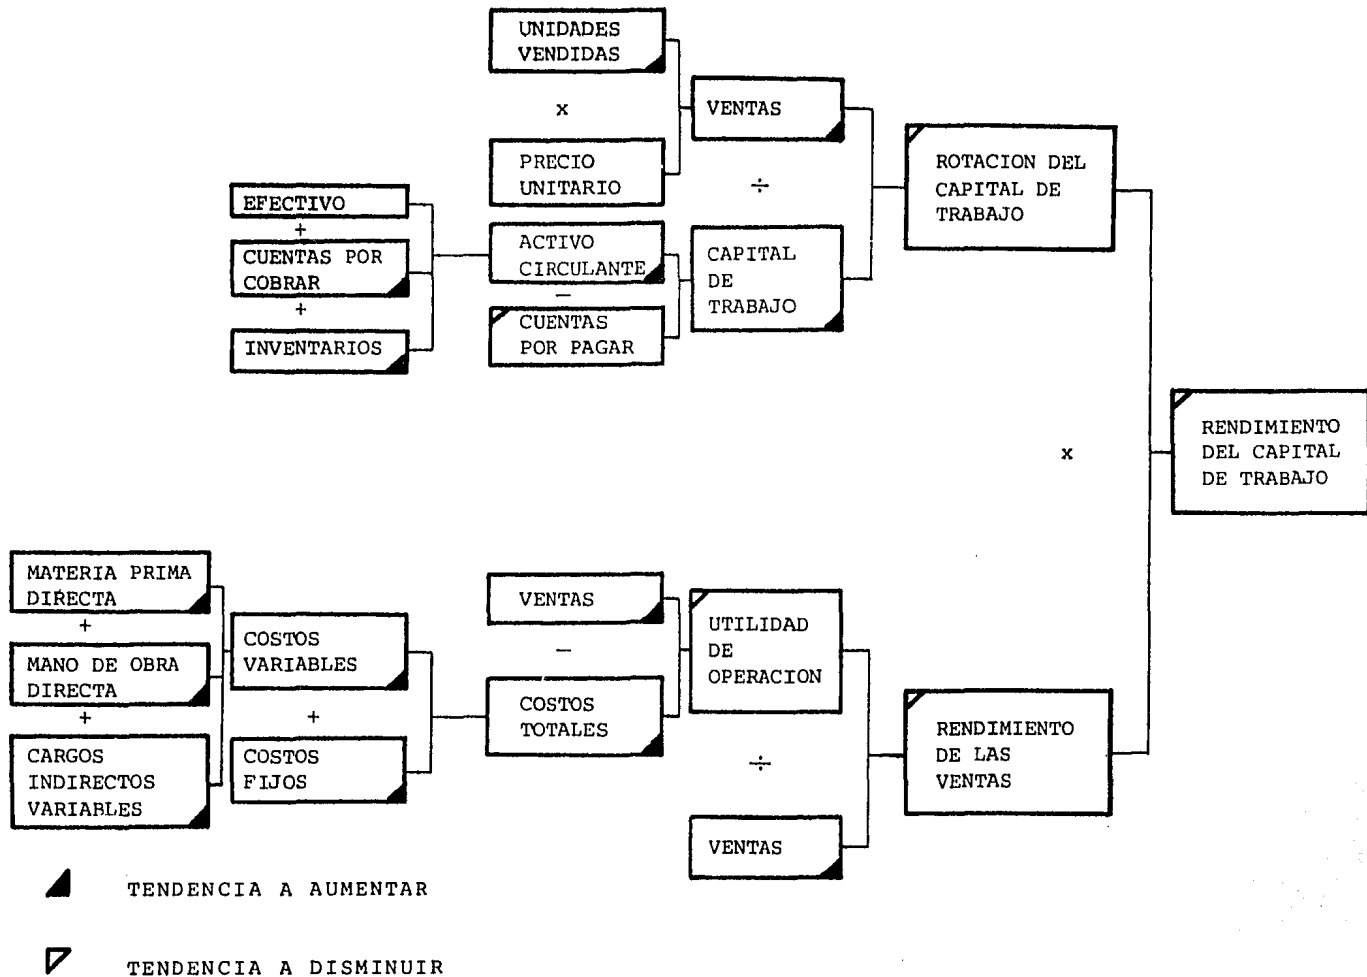 UNIDADES
VENDIDAS
x
PRECIO
UNITARIO
VENTAS
÷
EFECTIVO
+
CUENTAS POR
COBRAR
+
INVENTARIOS
ACTIVO
CIRCULANTE
−
CUENTAS
POR PAGAR
CAPITAL
DE
TRABAJO
ROTACION DEL
CAPITAL DE
TRABAJO
x
RENDIMIENTO
DEL CAPITAL
DE TRABAJO
MATERIA PRIMA
DIRECTA
+
MANO DE OBRA
DIRECTA
+
CARGOS
INDIRECTOS
VARIABLES
COSTOS
VARIABLES
+
COSTOS
FIJOS
VENTAS
−
COSTOS
TOTALES
UTILIDAD
DE
OPERACION
÷
VENTAS
RENDIMIENTO
DE LAS
VENTAS
TENDENCIA A AUMENTAR
TENDENCIA A DISMINUIR